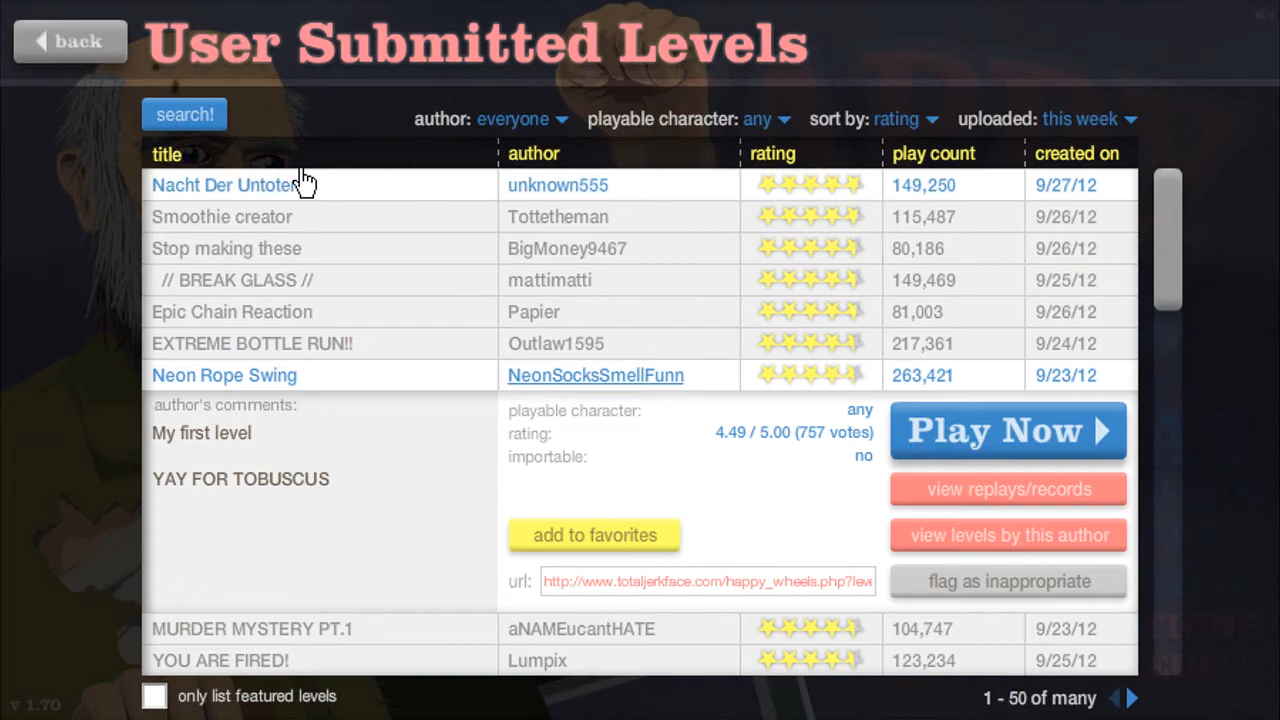 back
User Submitted Levels
search!
author: everyone playable character: any sort by: rating uploaded: this week
title author rating play count created on
Nacht Der Untoten unknown555 149,250 9/27/12
Smoothie creator Tottetheman 115,487 9/26/12
Stop making these BigMoney9467 80,186 9/26/12
// BREAK GLASS // mattimatti 149,469 9/25/12
Epic Chain Reaction Papier 81,003 9/26/12
EXTREME BOTTLE RUN!! Outlaw1595 217,361 9/24/12
Neon Rope Swing NeonSocksSmellFunn 263,421 9/23/12
author's comments:
My first level
YAY FOR TOBUSCUS
playable character: any
rating: 4.49 / 5.00 (757 votes)
importable: no
add to favorites
url: http://www.totaljerkface.com/happy_wheels.php?leve
Play Now
view replays/records
view levels by this author
flag as inappropriate
MURDER MYSTERY PT.1 aNAMEucantHATE 104,747 9/23/12
YOU ARE FIRED! Lumpix 123,234 9/25/12
only list featured levels
1 - 50 of many
v 1.70